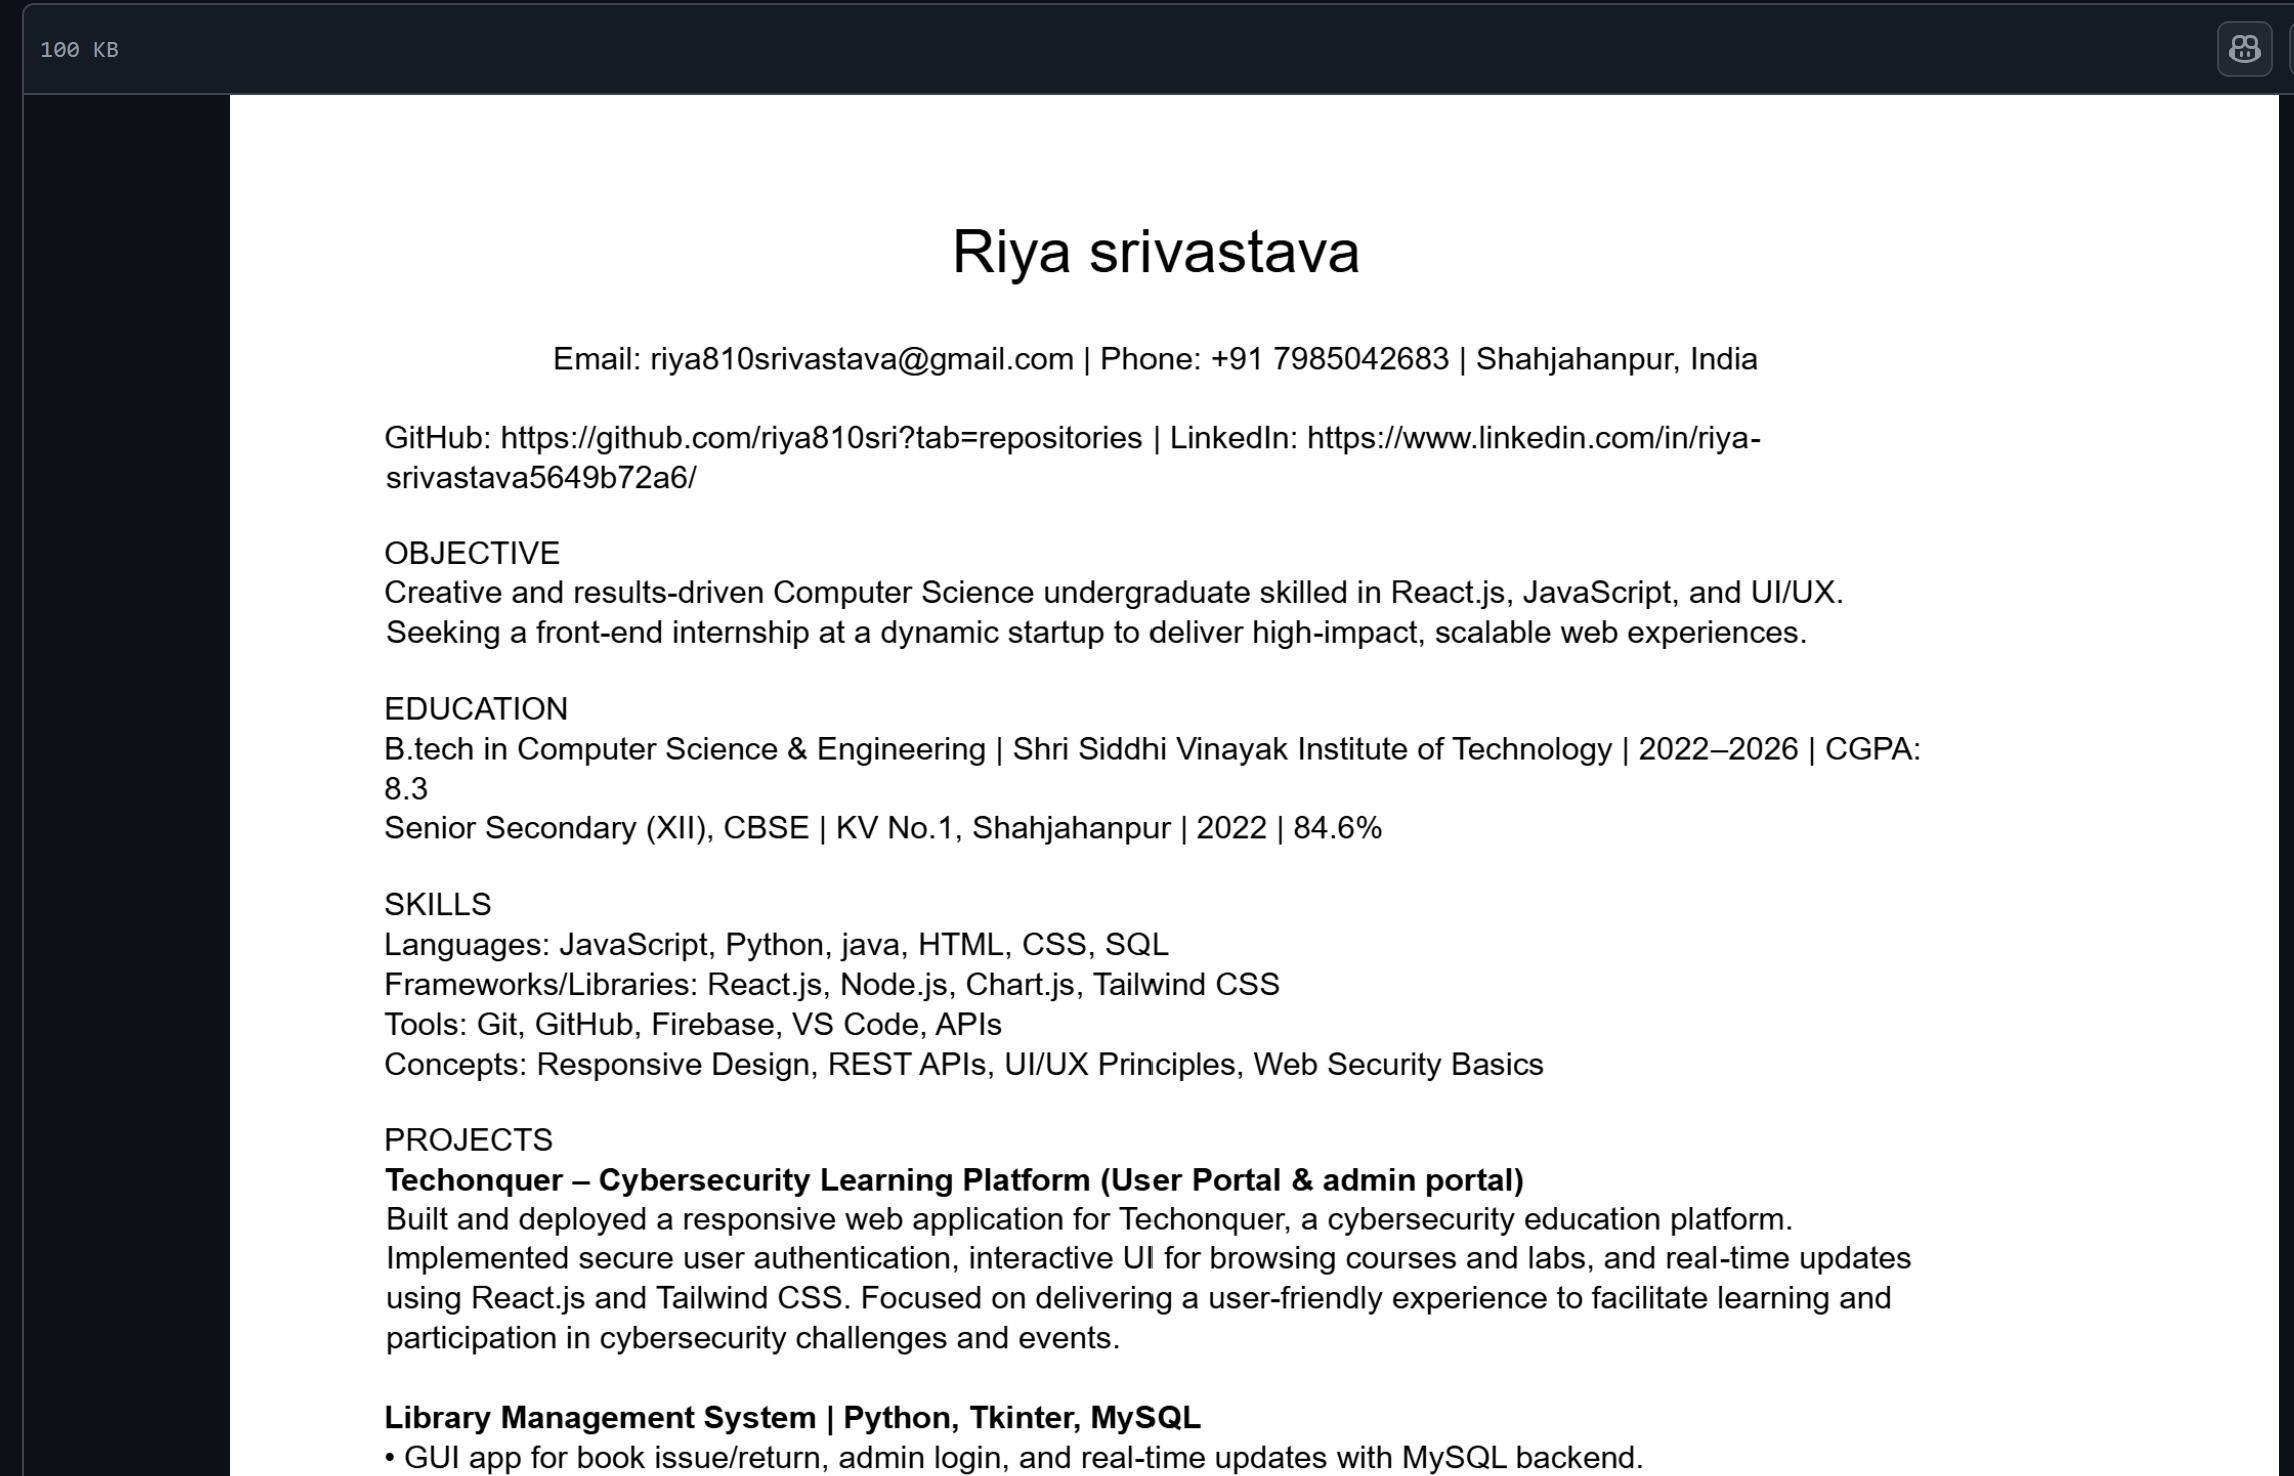 100 KB
Riya srivastava
Email: riya810srivastava@gmail.com | Phone: +91 7985042683 | Shahjahanpur, India
GitHub: https://github.com/riya810sri?tab=repositories | LinkedIn: https://www.linkedin.com/in/riya-
srivastava5649b72a6/
OBJECTIVE
Creative and results-driven Computer Science undergraduate skilled in React.js, JavaScript, and UI/UX.
Seeking a front-end internship at a dynamic startup to deliver high-impact, scalable web experiences.
EDUCATION
B.tech in Computer Science & Engineering | Shri Siddhi Vinayak Institute of Technology | 2022–2026 | CGPA:
8.3
Senior Secondary (XII), CBSE | KV No.1, Shahjahanpur | 2022 | 84.6%
SKILLS
Languages: JavaScript, Python, java, HTML, CSS, SQL
Frameworks/Libraries: React.js, Node.js, Chart.js, Tailwind CSS
Tools: Git, GitHub, Firebase, VS Code, APIs
Concepts: Responsive Design, REST APIs, UI/UX Principles, Web Security Basics
PROJECTS
Techonquer – Cybersecurity Learning Platform (User Portal & admin portal)
Built and deployed a responsive web application for Techonquer, a cybersecurity education platform.
Implemented secure user authentication, interactive UI for browsing courses and labs, and real-time updates
using React.js and Tailwind CSS. Focused on delivering a user-friendly experience to facilitate learning and
participation in cybersecurity challenges and events.
Library Management System | Python, Tkinter, MySQL
• GUI app for book issue/return, admin login, and real-time updates with MySQL backend.